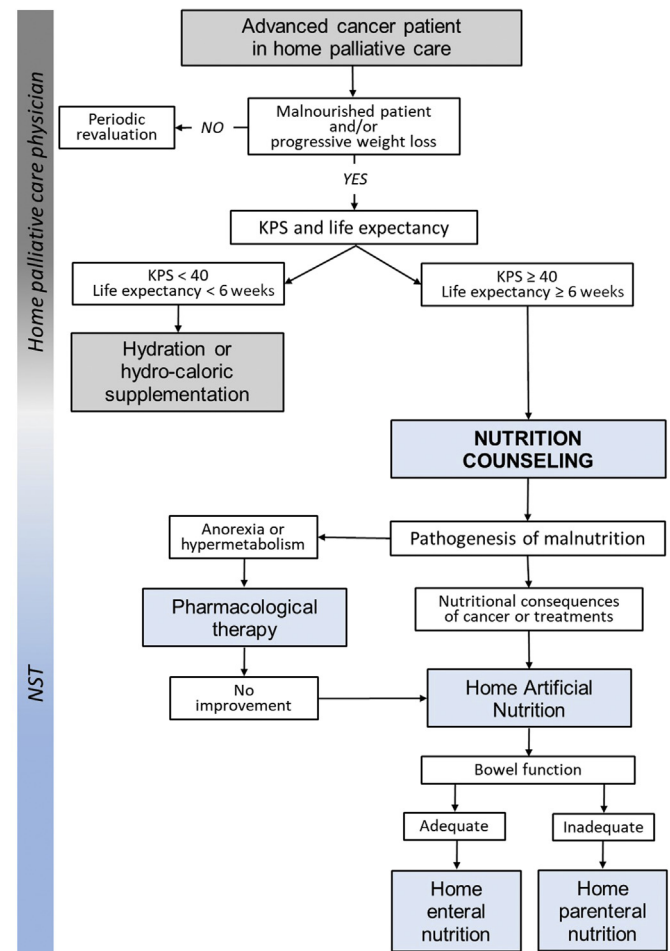 Advanced cancer patient
in home palliative care
Malnourished patient
and/or
progressive weight loss
NO
Periodic
revaluation
YES
KPS and life expectancy
KPS < 40
Life expectancy < 6 weeks
KPS ≥ 40
Life expectancy ≥ 6 weeks
Hydration or
hydro-caloric
supplementation
NUTRITION
COUNSELING
Pathogenesis of malnutrition
Anorexia or
hypermetabolism
Pharmacological
therapy
Nutritional consequences
of cancer or treatments
No
improvement
Home Artificial
Nutrition
Bowel function
Adequate
Inadequate
Home
enteral
nutrition
Home
parenteral
nutrition
Home palliative care physician
NST